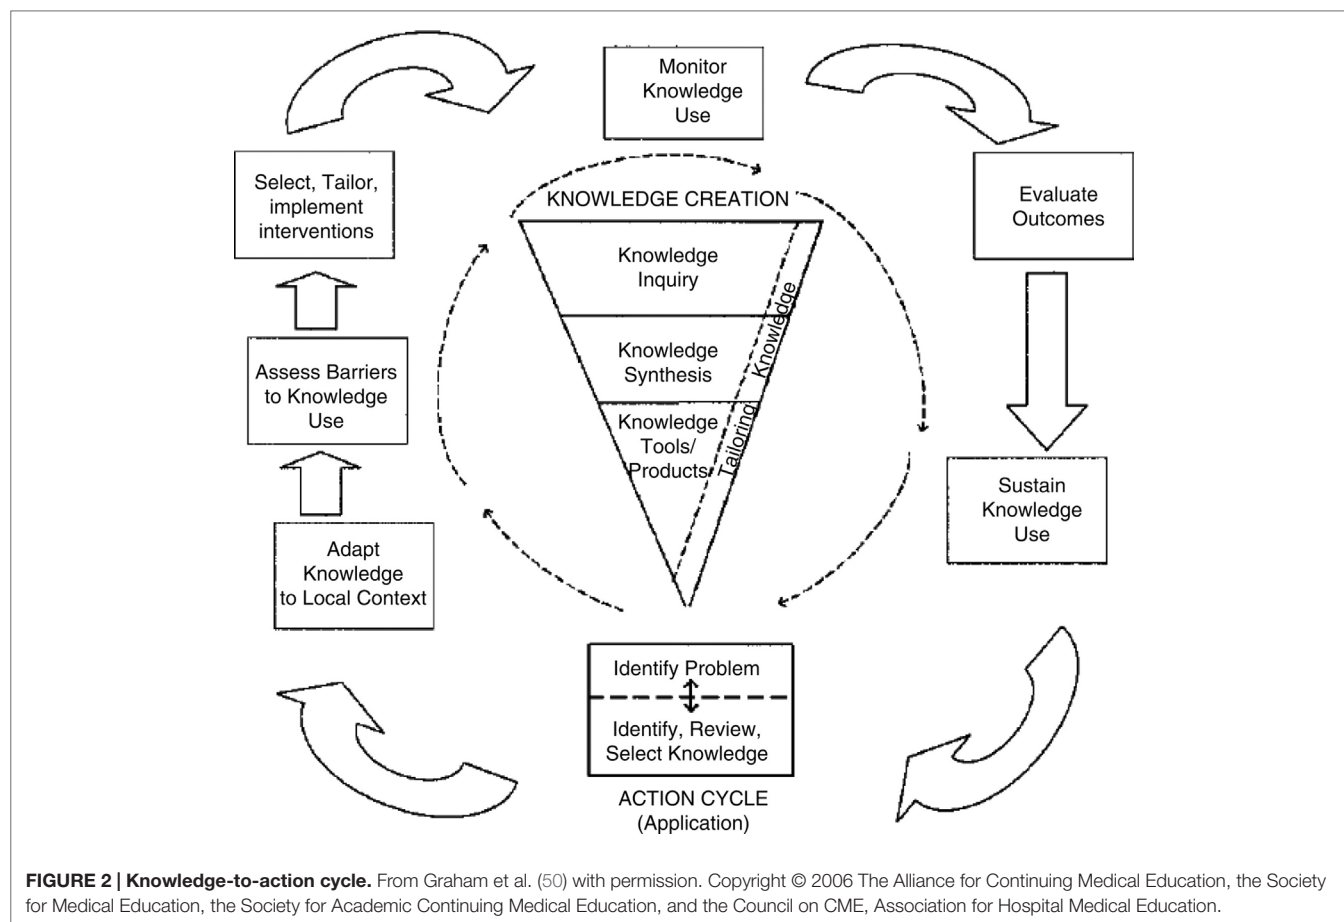 Monitor
Knowledge
Use
Select, Tailor,
implement
interventions
Evaluate
Outcomes
KNOWLEDGE CREATION
Knowledge
Inquiry
Knowledge
Synthesis
Knowledge
Tools/
Products
Tailoring Knowledge
Assess Barriers
to Knowledge
Use
Sustain
Knowledge
Use
Adapt
Knowledge
to Local Context
Identify Problem
Identify, Review,
Select Knowledge
ACTION CYCLE
(Application)
FIGURE 2 | Knowledge-to-action cycle. From Graham et al. (50) with permission. Copyright © 2006 The Alliance for Continuing Medical Education, the Society
for Medical Education, the Society for Academic Continuing Medical Education, and the Council on CME, Association for Hospital Medical Education.